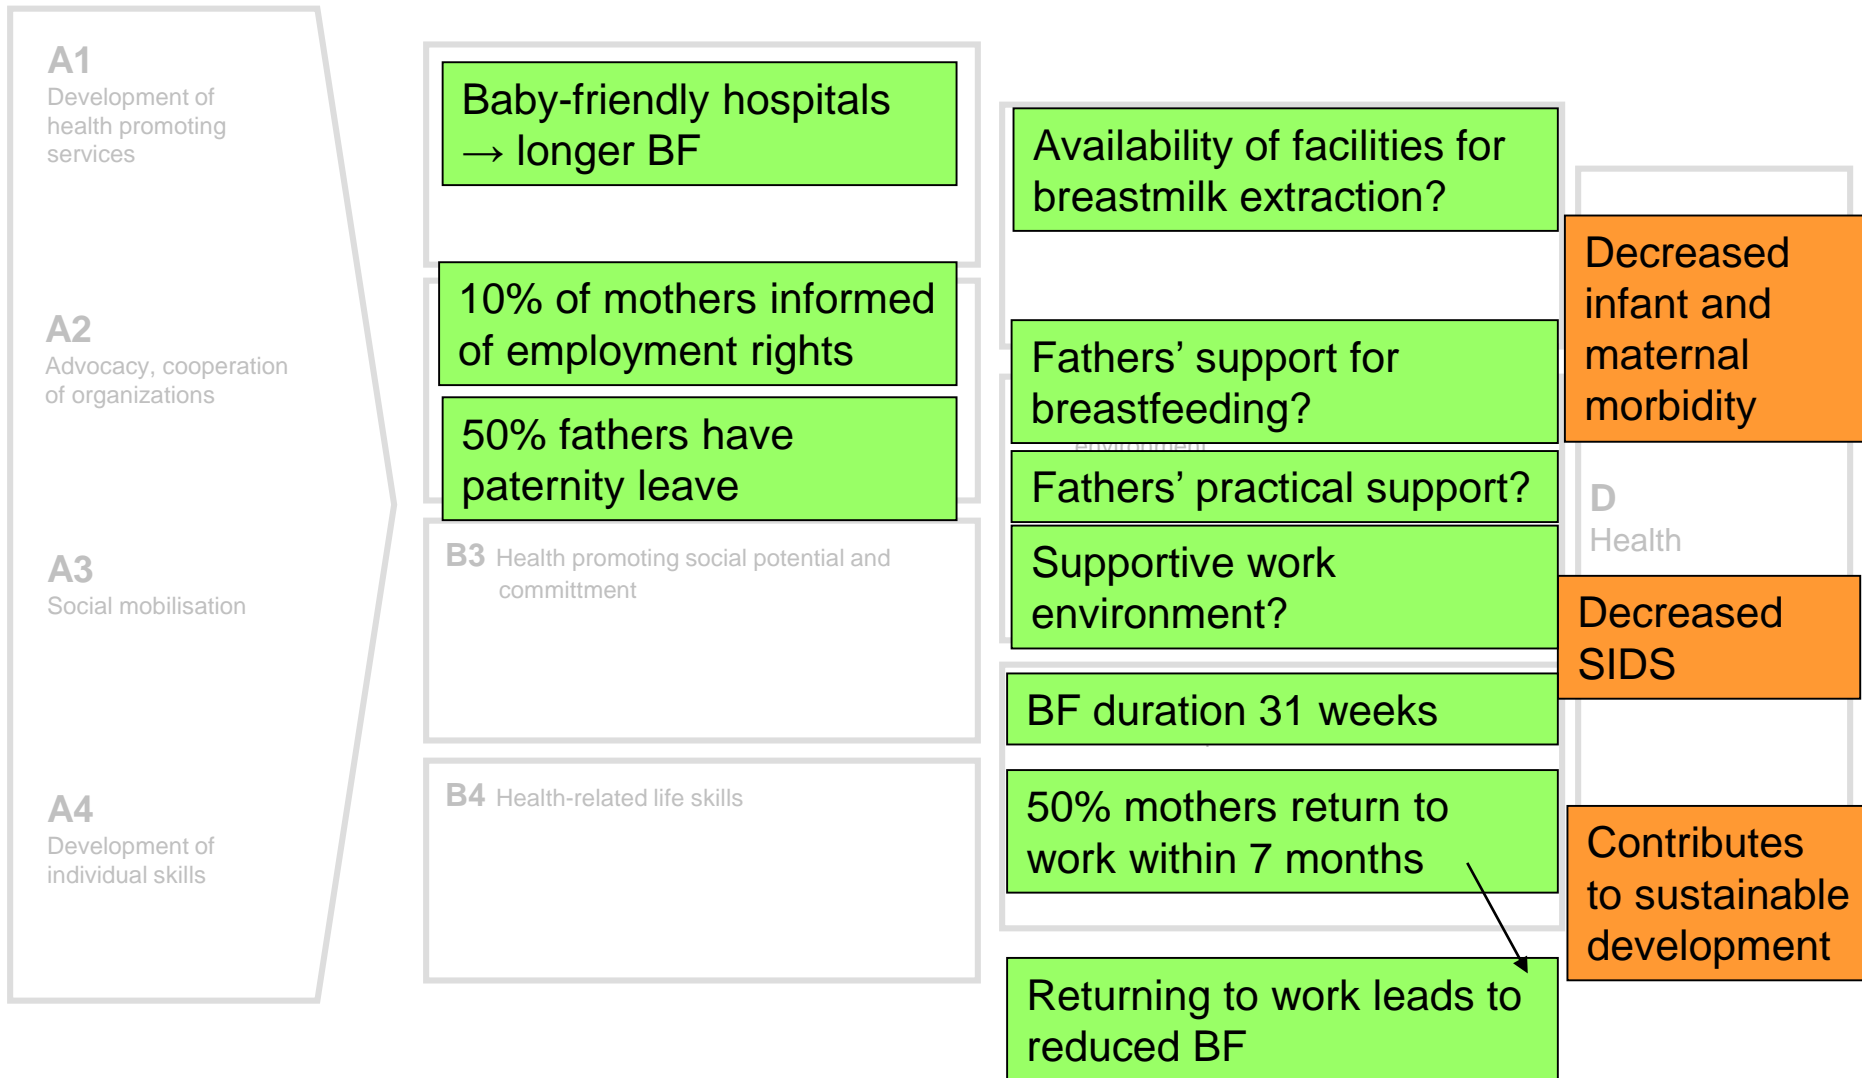 A1
Development of
health promoting
services
A2
Advocacy, cooperation
of organizations
A3
Social mobilisation
A4
Development of
individual skills
Baby-friendly hospitals
→ longer BF
10% of mothers informed
of employment rights
50% fathers have
paternity leave
B3 Health promoting social potential and
committment
B4 Health-related life skills
Availability of facilities for
breastmilk extraction?
Fathers’ support for
breastfeeding?
environment
Fathers’ practical support?
Supportive work
environment?
BF duration 31 weeks
50% mothers return to
work within 7 months
Returning to work leads to
reduced BF
Decreased
infant and
maternal
morbidity
D
Health
Decreased
SIDS
Contributes
to sustainable
development